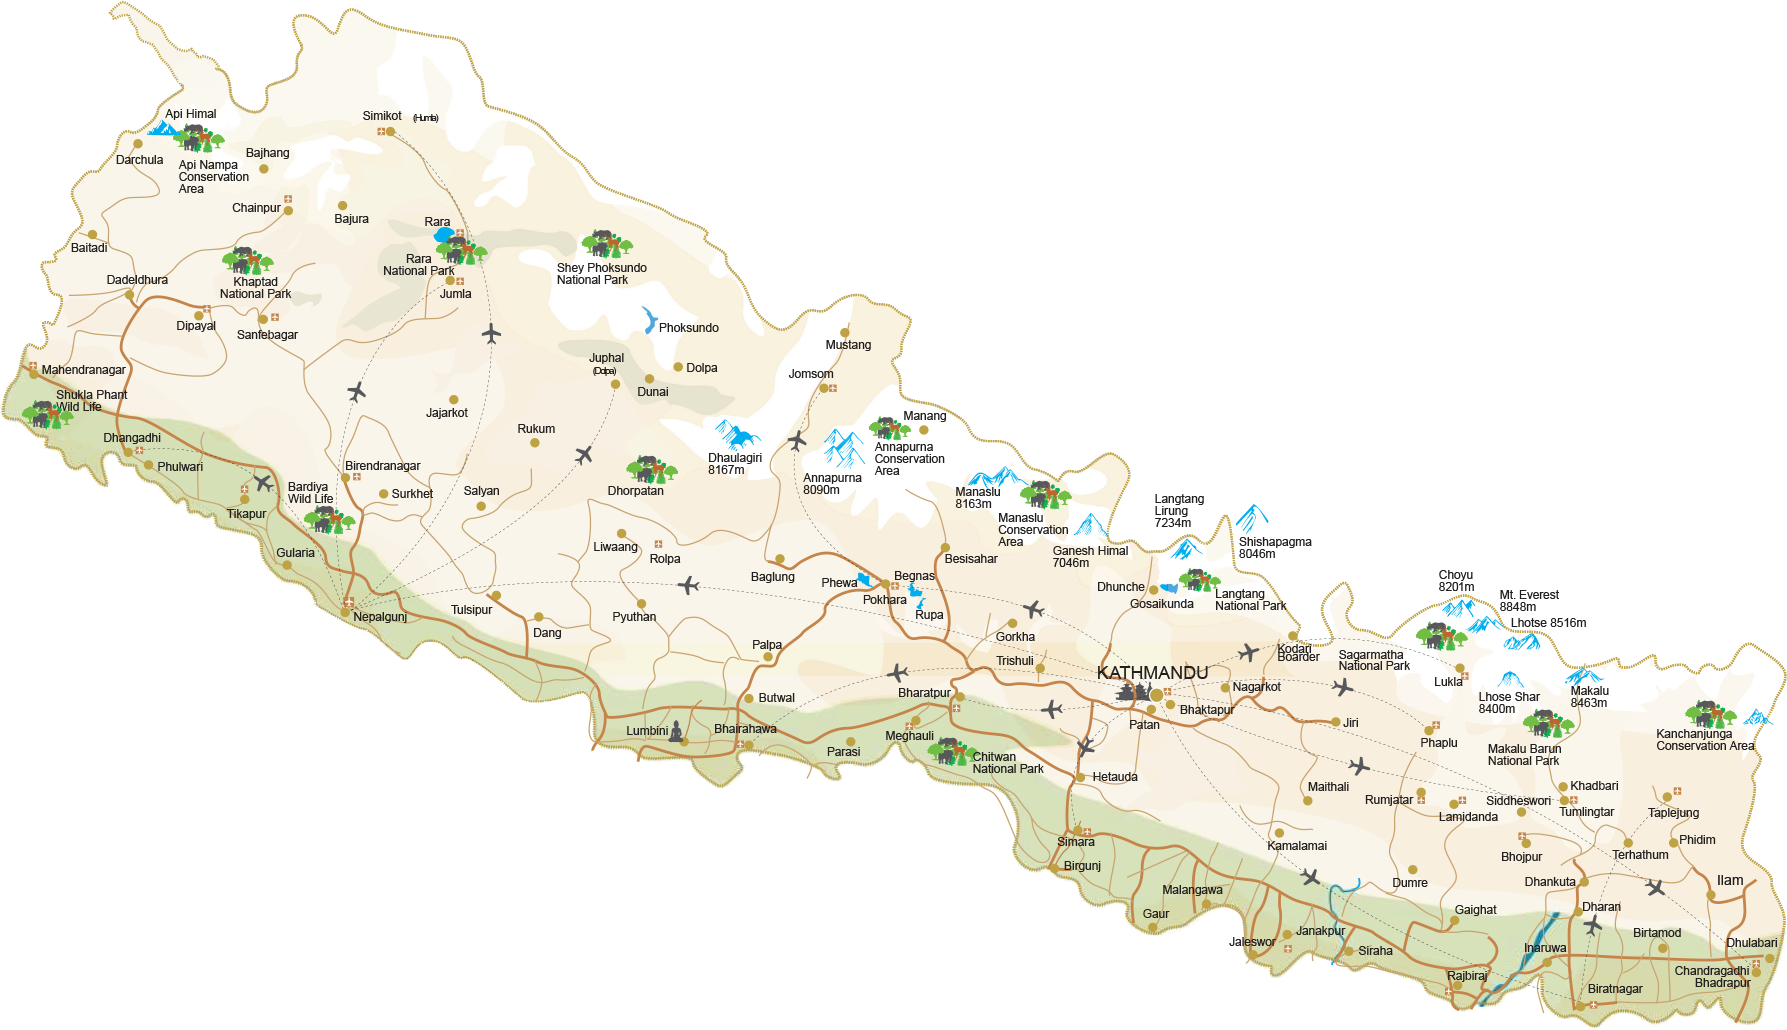 Api Himal
Simikot (Humla)
Darchula
Bajhang
Api Nampa
Conservation
Area
Chainpur
Bajura
Rara
Baitadi
Rara
National Park
Shey Phoksundo
National Park
Dadeldhura
Khaptad
National Park
Jumla
Dipayal
Sanfebagar
Phoksundo
Mustang
Juphal
(Dolpa)
Dolpa
Dunai
Jomsom
Mahendranagar
Shukla Phant
Wild Life
Jajarkot
Rukum
Manang
Dhangadhi
Phulwari
Birendranagar
Dhaulagiri
8167m
Annapurna
8090m
Annapurna
Conservation
Area
Bardiya
Wild Life
Surkhet
Salyan
Dhorpatan
Manaslu
8163m
Langtang
Lirung
7234m
Tikapur
Manaslu
Conservation
Area
Shishapagma
8046m
Gularia
Liwaang
Rolpa
Besisahar
Ganesh Himal
7046m
Baglung
Phewa
Begnas
Pokhara
Rupa
Dhunche
Gosaikunda
Langtang
National Park
Choyu
8201m
Mt. Everest
8848m
Lhotse 8516m
Nepalgunj
Tulsipur
Dang
Pyuthan
Gorkha
Palpa
Trishuli
Kodari
Boarder
Sagarmatha
National Park
KATHMANDU
Lukla
Lhose Shar
8400m
Makalu
8463m
Butwal
Bharatpur
Nagarkot
Bhaktapur
Patan
Jiri
Lumbini
Bhairahawa
Parasi
Meghauli
Phaplu
Kanchanjunga
Conservation Area
Chitwan
National Park
Makalu Barun
National Park
Hetauda
Maithali
Rumjatar
Lamidanda
Siddheswori
Khadbari
Tumlingtar
Taplejung
Simara
Kamalamai
Bhojpur
Terhathum
Phidim
Birgunj
Malangawa
Dumre
Dhankuta
Ilam
Gaur
Gaighat
Dharan
Jaleswor
Janakpur
Siraha
Inaruwa
Birtamod
Dhulabari
Rajbiraj
Biratnagar
Chandragadhi
Bhadrapur